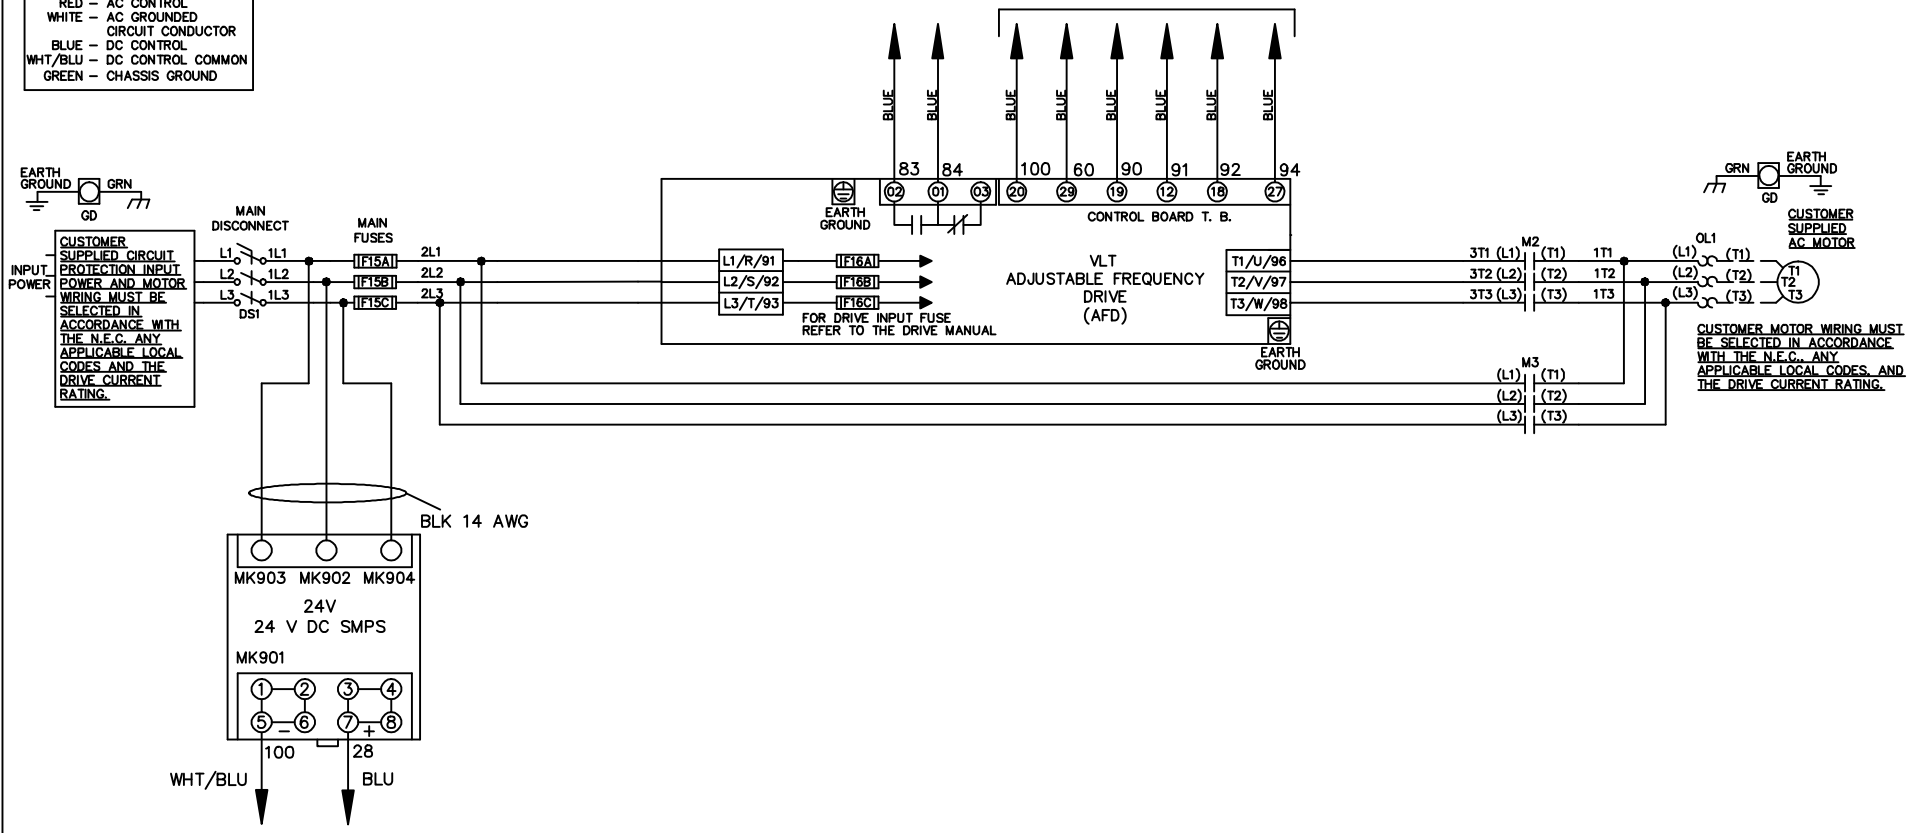 RED – AC CONTROL
WHITE – AC GROUNDED
CIRCUIT CONDUCTOR
BLUE – DC CONTROL
WHT/BLU – DC CONTROL COMMON
GREEN – CHASSIS GROUND
BLUE
BLUE
BLUE
BLUE
BLUE
BLUE
BLUE
BLUE
83
84
100
60
90
91
92
94
02
01
03
20
29
19
12
18
27
EARTH
GROUND
CONTROL BOARD T. B.
EARTH
GROUND
GRN
GD
MAIN
DISCONNECT
MAIN
FUSES
INPUT
POWER
CUSTOMER
SUPPLIED CIRCUIT
PROTECTION INPUT
POWER AND MOTOR
WIRING MUST BE
SELECTED IN
ACCORDANCE WITH
THE N.E.C. ANY
APPLICABLE LOCAL
CODES AND THE
DRIVE CURRENT
RATING.
L1 1L1 F15A 2L1
L2 1L2 F15B 2L2
L3 1L3 F15C 2L3
DS1
L1/R/91 F16A
L2/S/92 F16B
L3/T/93 F16C
FOR DRIVE INPUT FUSE
REFER TO THE DRIVE MANUAL
VLT
ADJUSTABLE FREQUENCY
DRIVE
(AFD)
T1/U/96
T2/V/97
T3/W/98
EARTH
GROUND
M2
3T1 (L1) (T1) 1T1
3T2 (L2) (T2) 1T2
3T3 (L3) (T3) 1T3
OL1
(L1) (T1)
(L2) (T2)
(L3) (T3)
T1
T2
T3
GRN
EARTH
GROUND
GD
CUSTOMER
SUPPLIED
AC MOTOR
CUSTOMER MOTOR WIRING MUST
BE SELECTED IN ACCORDANCE
WITH THE N.E.C., ANY
APPLICABLE LOCAL CODES, AND
THE DRIVE CURRENT RATING.
M3
(L1) (T1)
(L2) (T2)
(L3) (T3)
BLK 14 AWG
MK903 MK902 MK904
24V
24 V DC SMPS
MK901
1 2 3 4
5 6 7 8
– +
100 28
WHT/BLU BLU